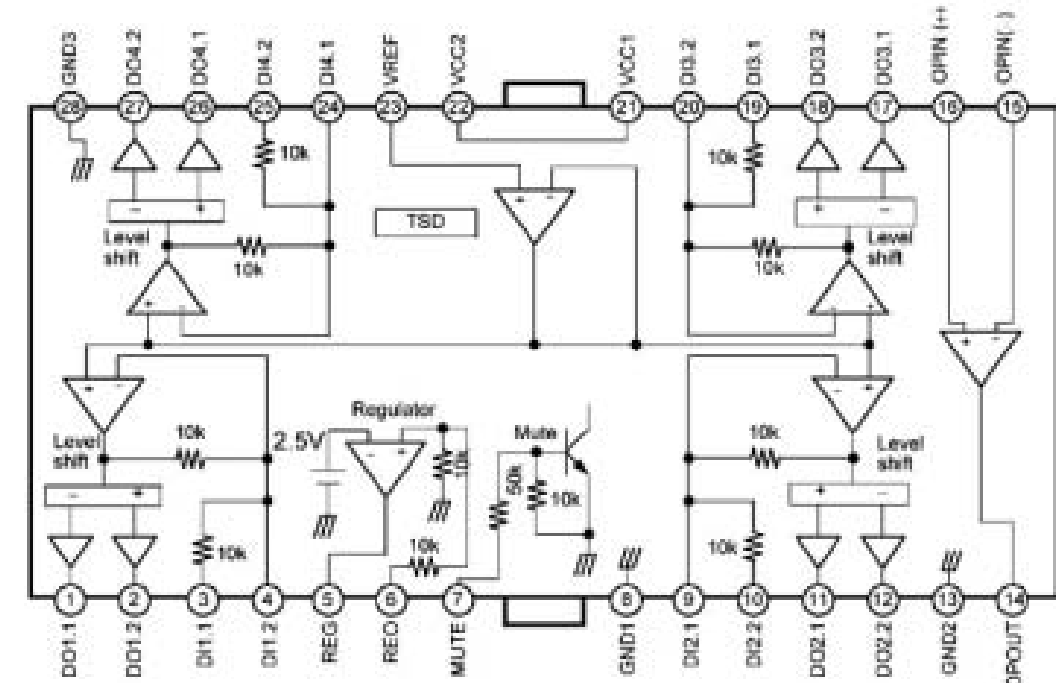 GND3
DO4.2
DO4.1
DI4.2
DI4.1
VREF
VCC2
VCC1
DI3.2
DI3.1
DO3.2
DO3.1
OPIN(+)
OPIN(-)
28 27 26 25 24 23 22 21 20 19 18 17 16 15
10k 10k
- + TSD + - - +
Level shift 10k 10k Level shift
+ - - +
+ - - +
Regulator
Level shift 10k 2.5V Mute 10k Level shift
10k 50k 10k
- + + -
10k 10k 10k
1 2 3 4 5 6 7 8 9 10 11 12 13 14
DO1.1
DO1.2
DI1.1
DI1.2
REG
REO
MUTE
GND1
DI2.1
DI2.2
DO2.1
DO2.2
GND2
OPOUT